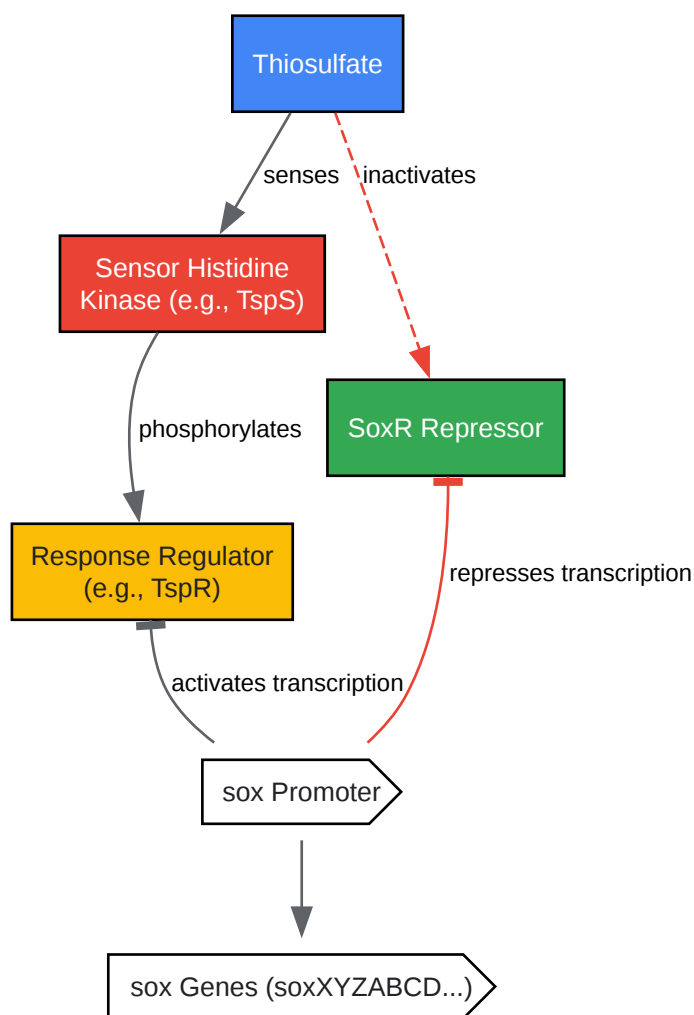 Thiosulfate
senses
inactivates
Sensor Histidine
Kinase (e.g., TspS)
SoxR Repressor
phosphorylates
Response Regulator
(e.g., TspR)
represses transcription
activates transcription
sox Promoter
sox Genes (soxXYZABCD...)